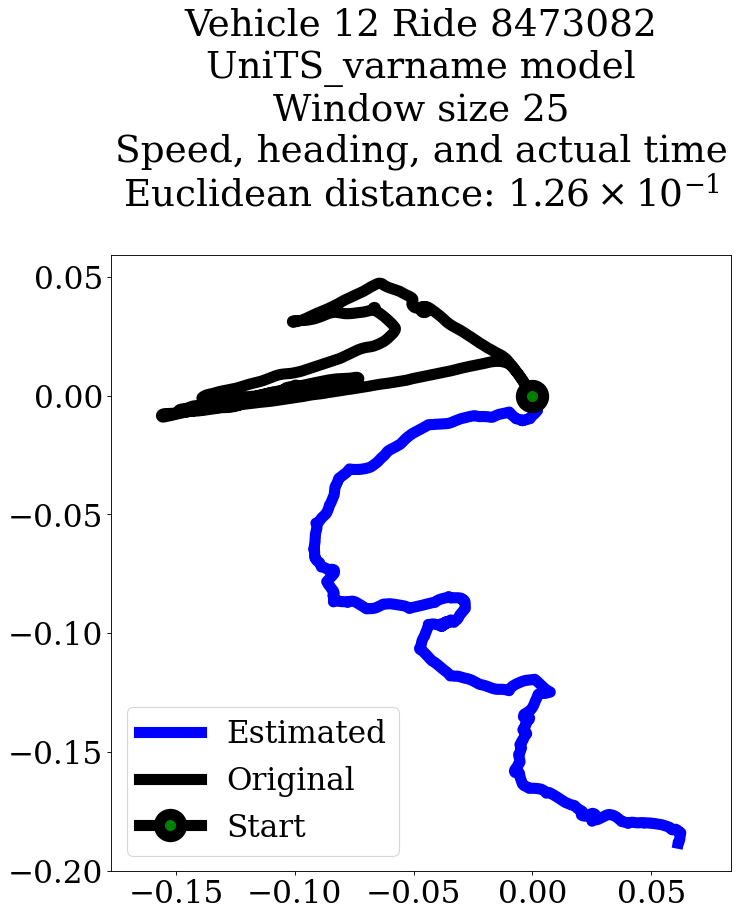 Vehicle 12 Ride 8473082
UniTS_varname model
Window size 25
Speed, heading, and actual time
Euclidean distance: 1.26 × 10⁻¹
0.05
0.00
−0.05
−0.10
−0.15
−0.20
Estimated
Original
Start
−0.15 −0.10 −0.05 0.00 0.05